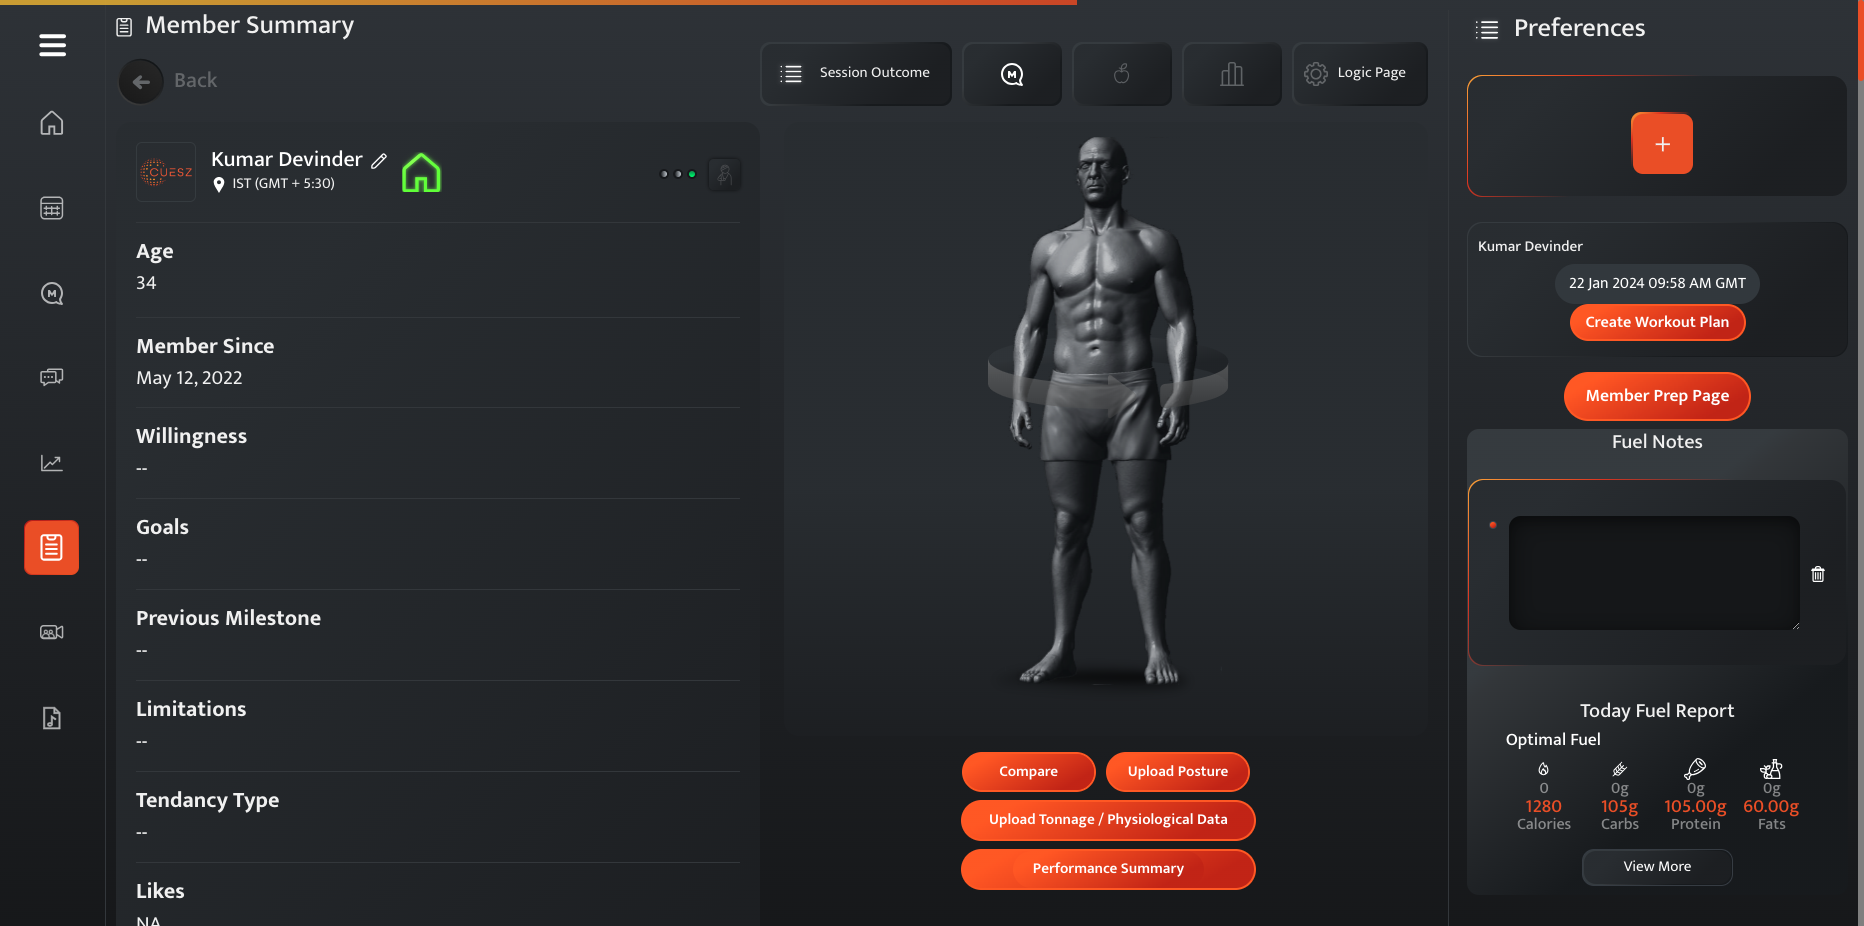 Member Summary
Back
Session Outcome
M
Logic Page
CUESZ
Kumar Devinder
IST (GMT + 5:30)
Age
34
Member Since
May 12, 2022
Willingness
--
Goals
--
Previous Milestone
--
Limitations
--
Tendancy Type
--
Likes
NA
Compare
Upload Posture
Upload Tonnage / Physiological Data
Performance Summary
Preferences
+
Kumar Devinder
22 Jan 2024 09:58 AM GMT
Create Workout Plan
Member Prep Page
Fuel Notes
Today Fuel Report
Optimal Fuel
0 0g 0g 0g
1280 105g 105.00g 60.00g
Calories Carbs Protein Fats
View More